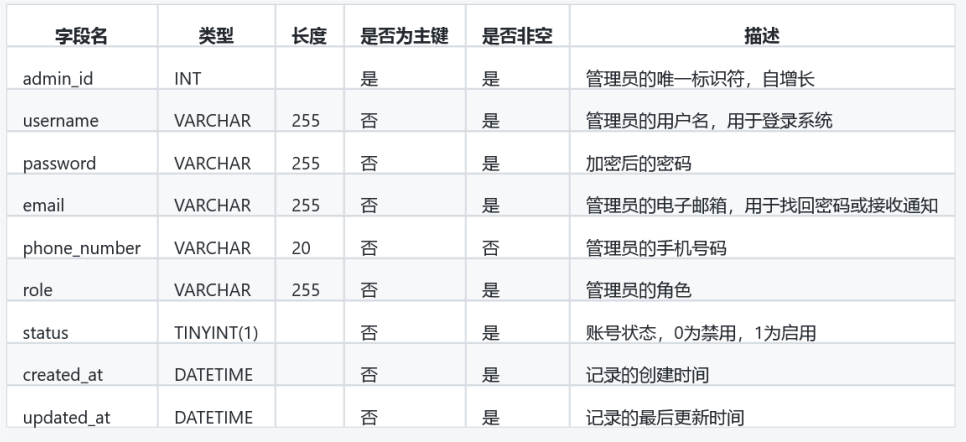 字段名 类型 长度 是否为主键 是否非空 描述
admin_id INT 是 是 管理员的唯一标识符，自增长
username VARCHAR 255 否 是 管理员的用户名，用于登录系统
password VARCHAR 255 否 是 加密后的密码
email VARCHAR 255 否 是 管理员的电子邮箱，用于找回密码或接收通知
phone_number VARCHAR 20 否 否 管理员的手机号码
role VARCHAR 255 否 是 管理员的角色
status TINYINT(1) 否 是 账号状态，0为禁用，1为启用
created_at DATETIME 否 是 记录的创建时间
updated_at DATETIME 否 是 记录的最后更新时间